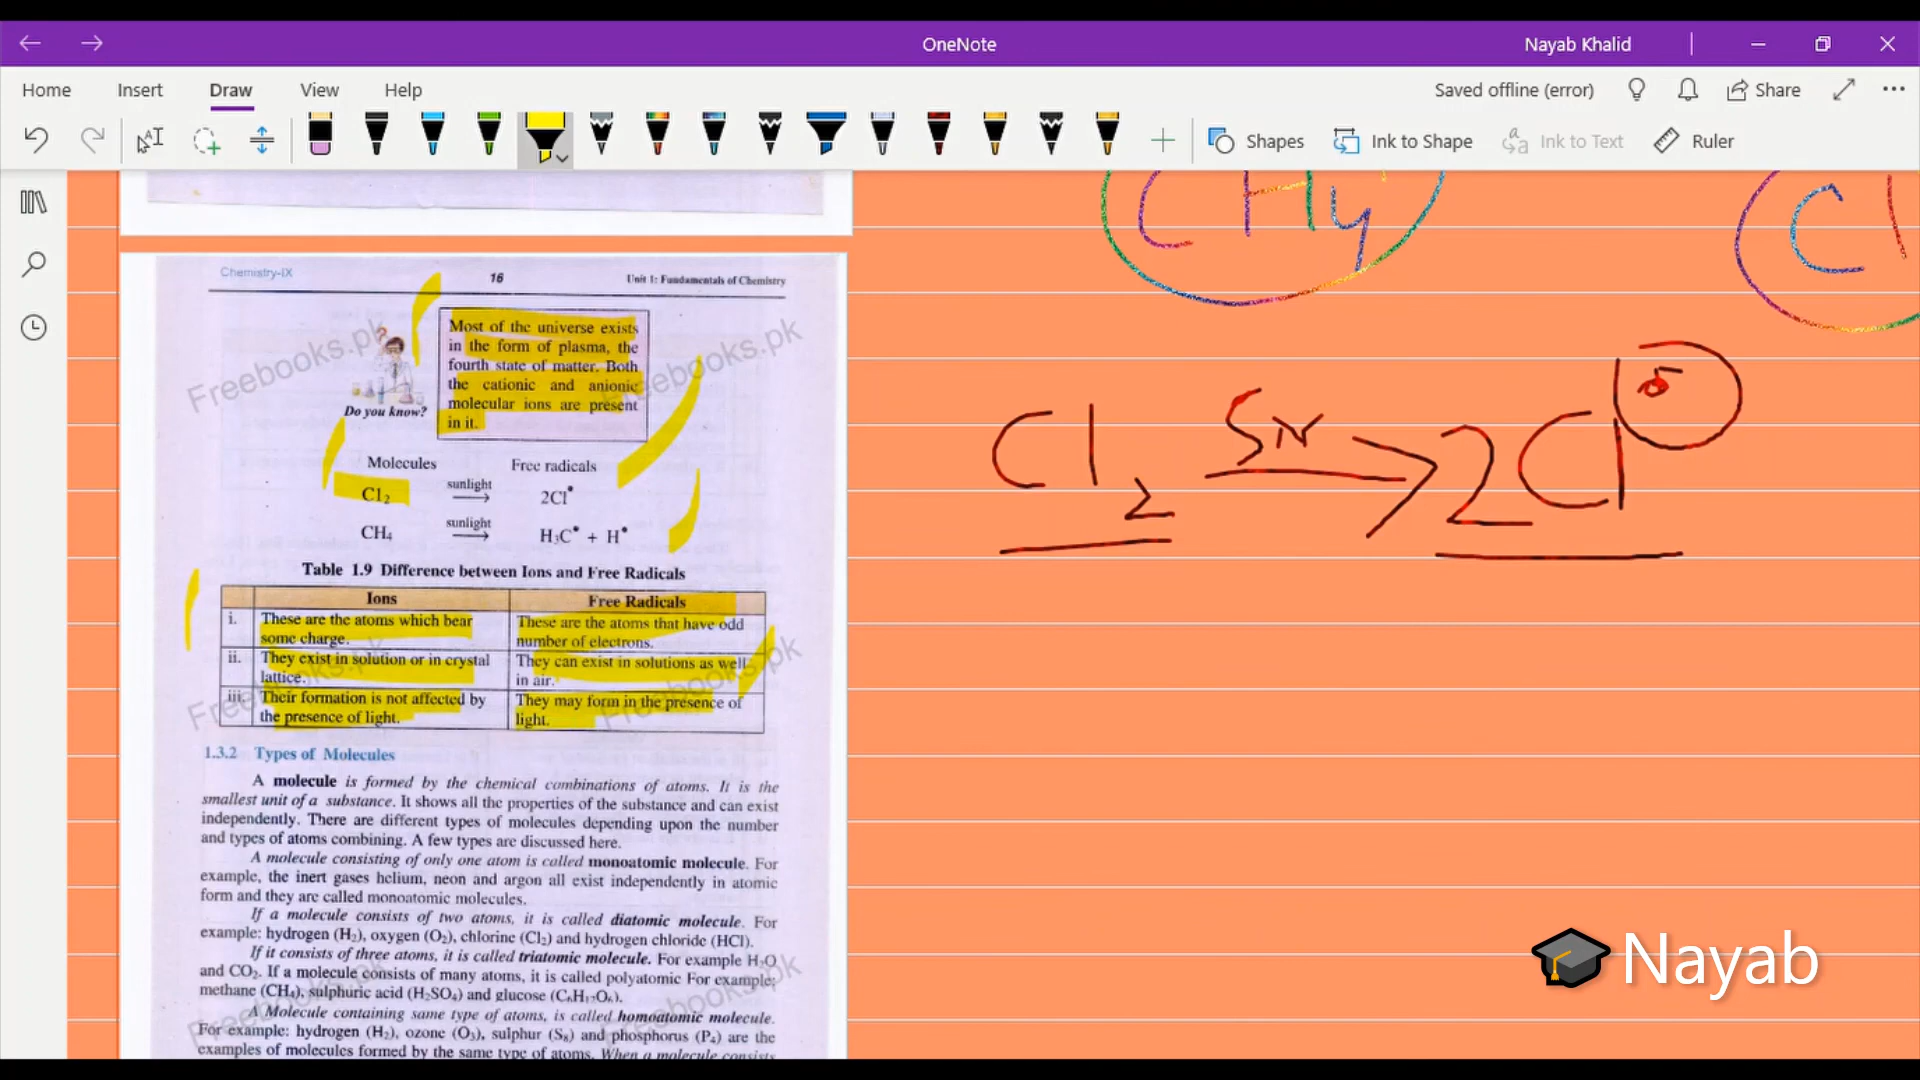 OneNote
Nayab Khalid
Home Insert Draw View Help
Saved offline (error) Share
Shapes Ink to Shape Ink to Text Ruler
CH4
Cl
Chemistry-IX 16 Unit 1: Fundamentals of Chemistry
Do you know?
Most of the universe exists
in the form of plasma, the
fourth state of matter. Both
the cationic and anionic
molecular ions are present
in it.
Molecules Free radicals
Cl₂ sunlight → 2Cl•
CH₄ sunlight → H₃C• + H•
Table 1.9 Difference between Ions and Free Radicals
Ions Free Radicals
i. These are the atoms which bear some charge. These are the atoms that have odd number of electrons.
ii. They exist in solution or in crystal lattice. They can exist in solutions as well in air.
iii. Their formation is not affected by the presence of light. They may form in the presence of light.
1.3.2 Types of Molecules
A molecule is formed by the chemical combinations of atoms. It is the
smallest unit of a substance. It shows all the properties of the substance and can exist
independently. There are different types of molecules depending upon the number
and types of atoms combining. A few types are discussed here.
A molecule consisting of only one atom is called monoatomic molecule. For
example, the inert gases helium, neon and argon all exist independently in atomic
form and they are called monoatomic molecules.
If a molecule consists of two atoms, it is called diatomic molecule. For
example: hydrogen (H₂), oxygen (O₂), chlorine (Cl₂) and hydrogen chloride (HCl).
If it consists of three atoms, it is called triatomic molecule. For example H₂O
and CO₂. If a molecule consists of many atoms, it is called polyatomic For example;
methane (CH₄), sulphuric acid (H₂SO₄) and glucose (C₆H₁₂O₆).
A Molecule containing same type of atoms, is called homoatomic molecule.
For example: hydrogen (H₂), ozone (O₃), sulphur (S₈) and phosphorus (P₄) are the
examples of molecules formed by the same type of atoms. When a molecule consists
Freebooks.pk
Freebooks.pk
Freebooks.pk
Freebooks.pk
Freebooks.pk
Freebooks.pk
Cl₂ → 2Cl
Nayab